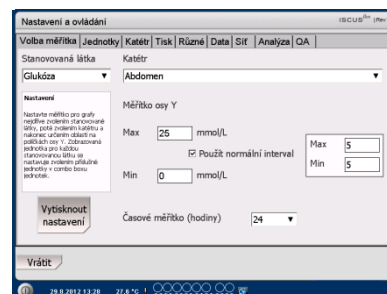 Nastavení a ovládání
ISCUSflex
Volba měřítka Jednotky Katétr Tisk Různé Data Síť Analýza QA
Stanovovaná látka
Katétr
Glukóza
Abdomen
Nastavení
Nastavte měřítko pro grafy
nejdříve zvolením stanovované
látky, poté zvolením katétru a
nakonec určením oblasti na
políčkách osy Y. Zobrazovaná
jednotka pro každou
stanovovanou látku se
nastavuje zvolením příslušné
jednotky v combo boxu
jednotek.
Měřítko osy Y
Max 25 mmol/L
Použít normální interval
Min 0 mmol/L
Max 5
Min 5
Vytisknout
nastavení
Časové měřítko (hodiny) 24
Vrátit
29.8.2012 13:28 27.6 °C !